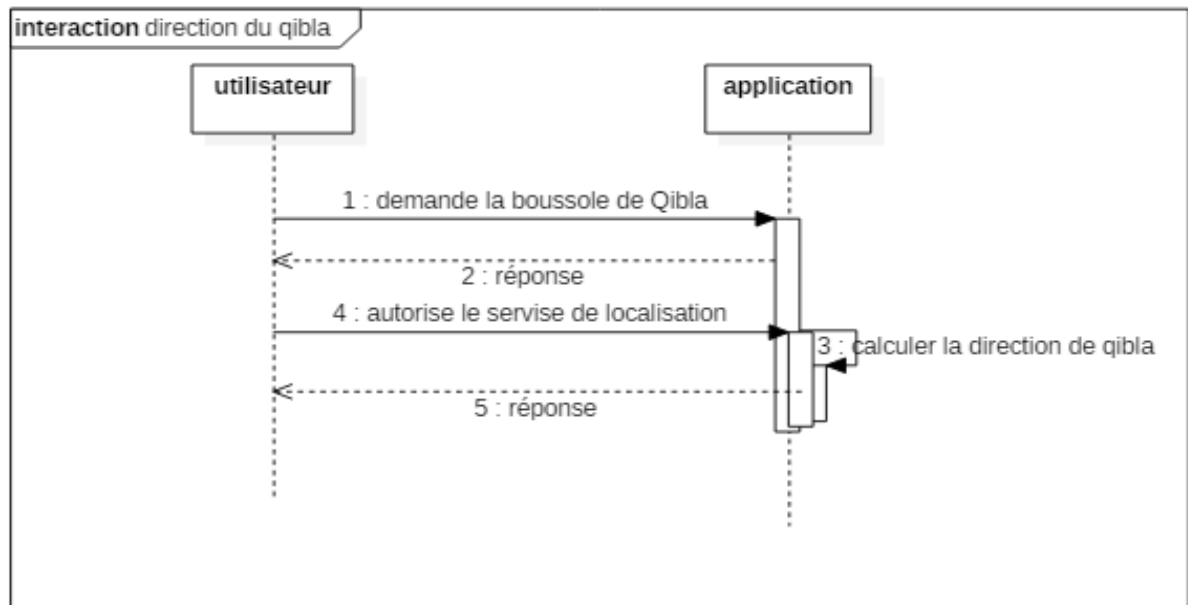 interaction direction du qibla
utilisateur
application
1 : demande la boussole de Qibla
2 : réponse
4 : autorise le servise de localisation
3 : calculer la direction de qibla
5 : réponse